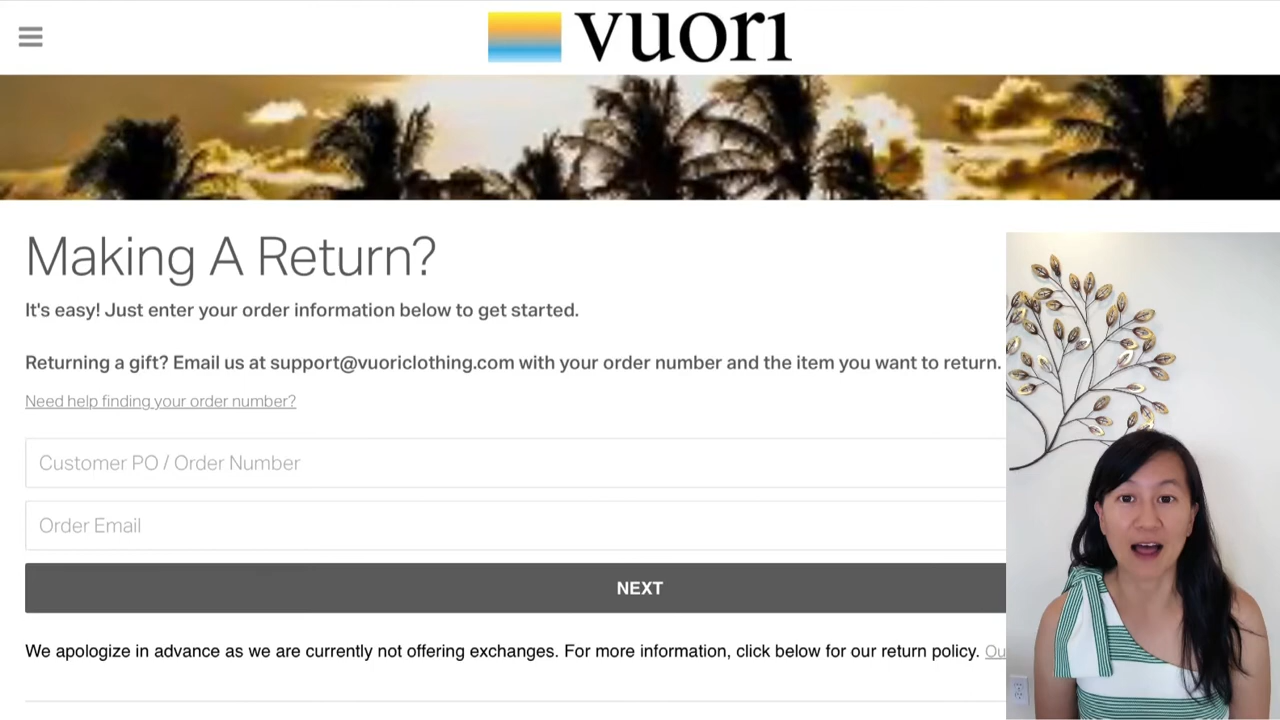 vuori
Making A Return?
It's easy! Just enter your order information below to get started.
Returning a gift? Email us at support@vuoriclothing.com with your order number and the item you want to return.
Need help finding your order number?
Customer PO / Order Number
Order Email
NEXT
We apologize in advance as we are currently not offering exchanges. For more information, click below for our return policy.